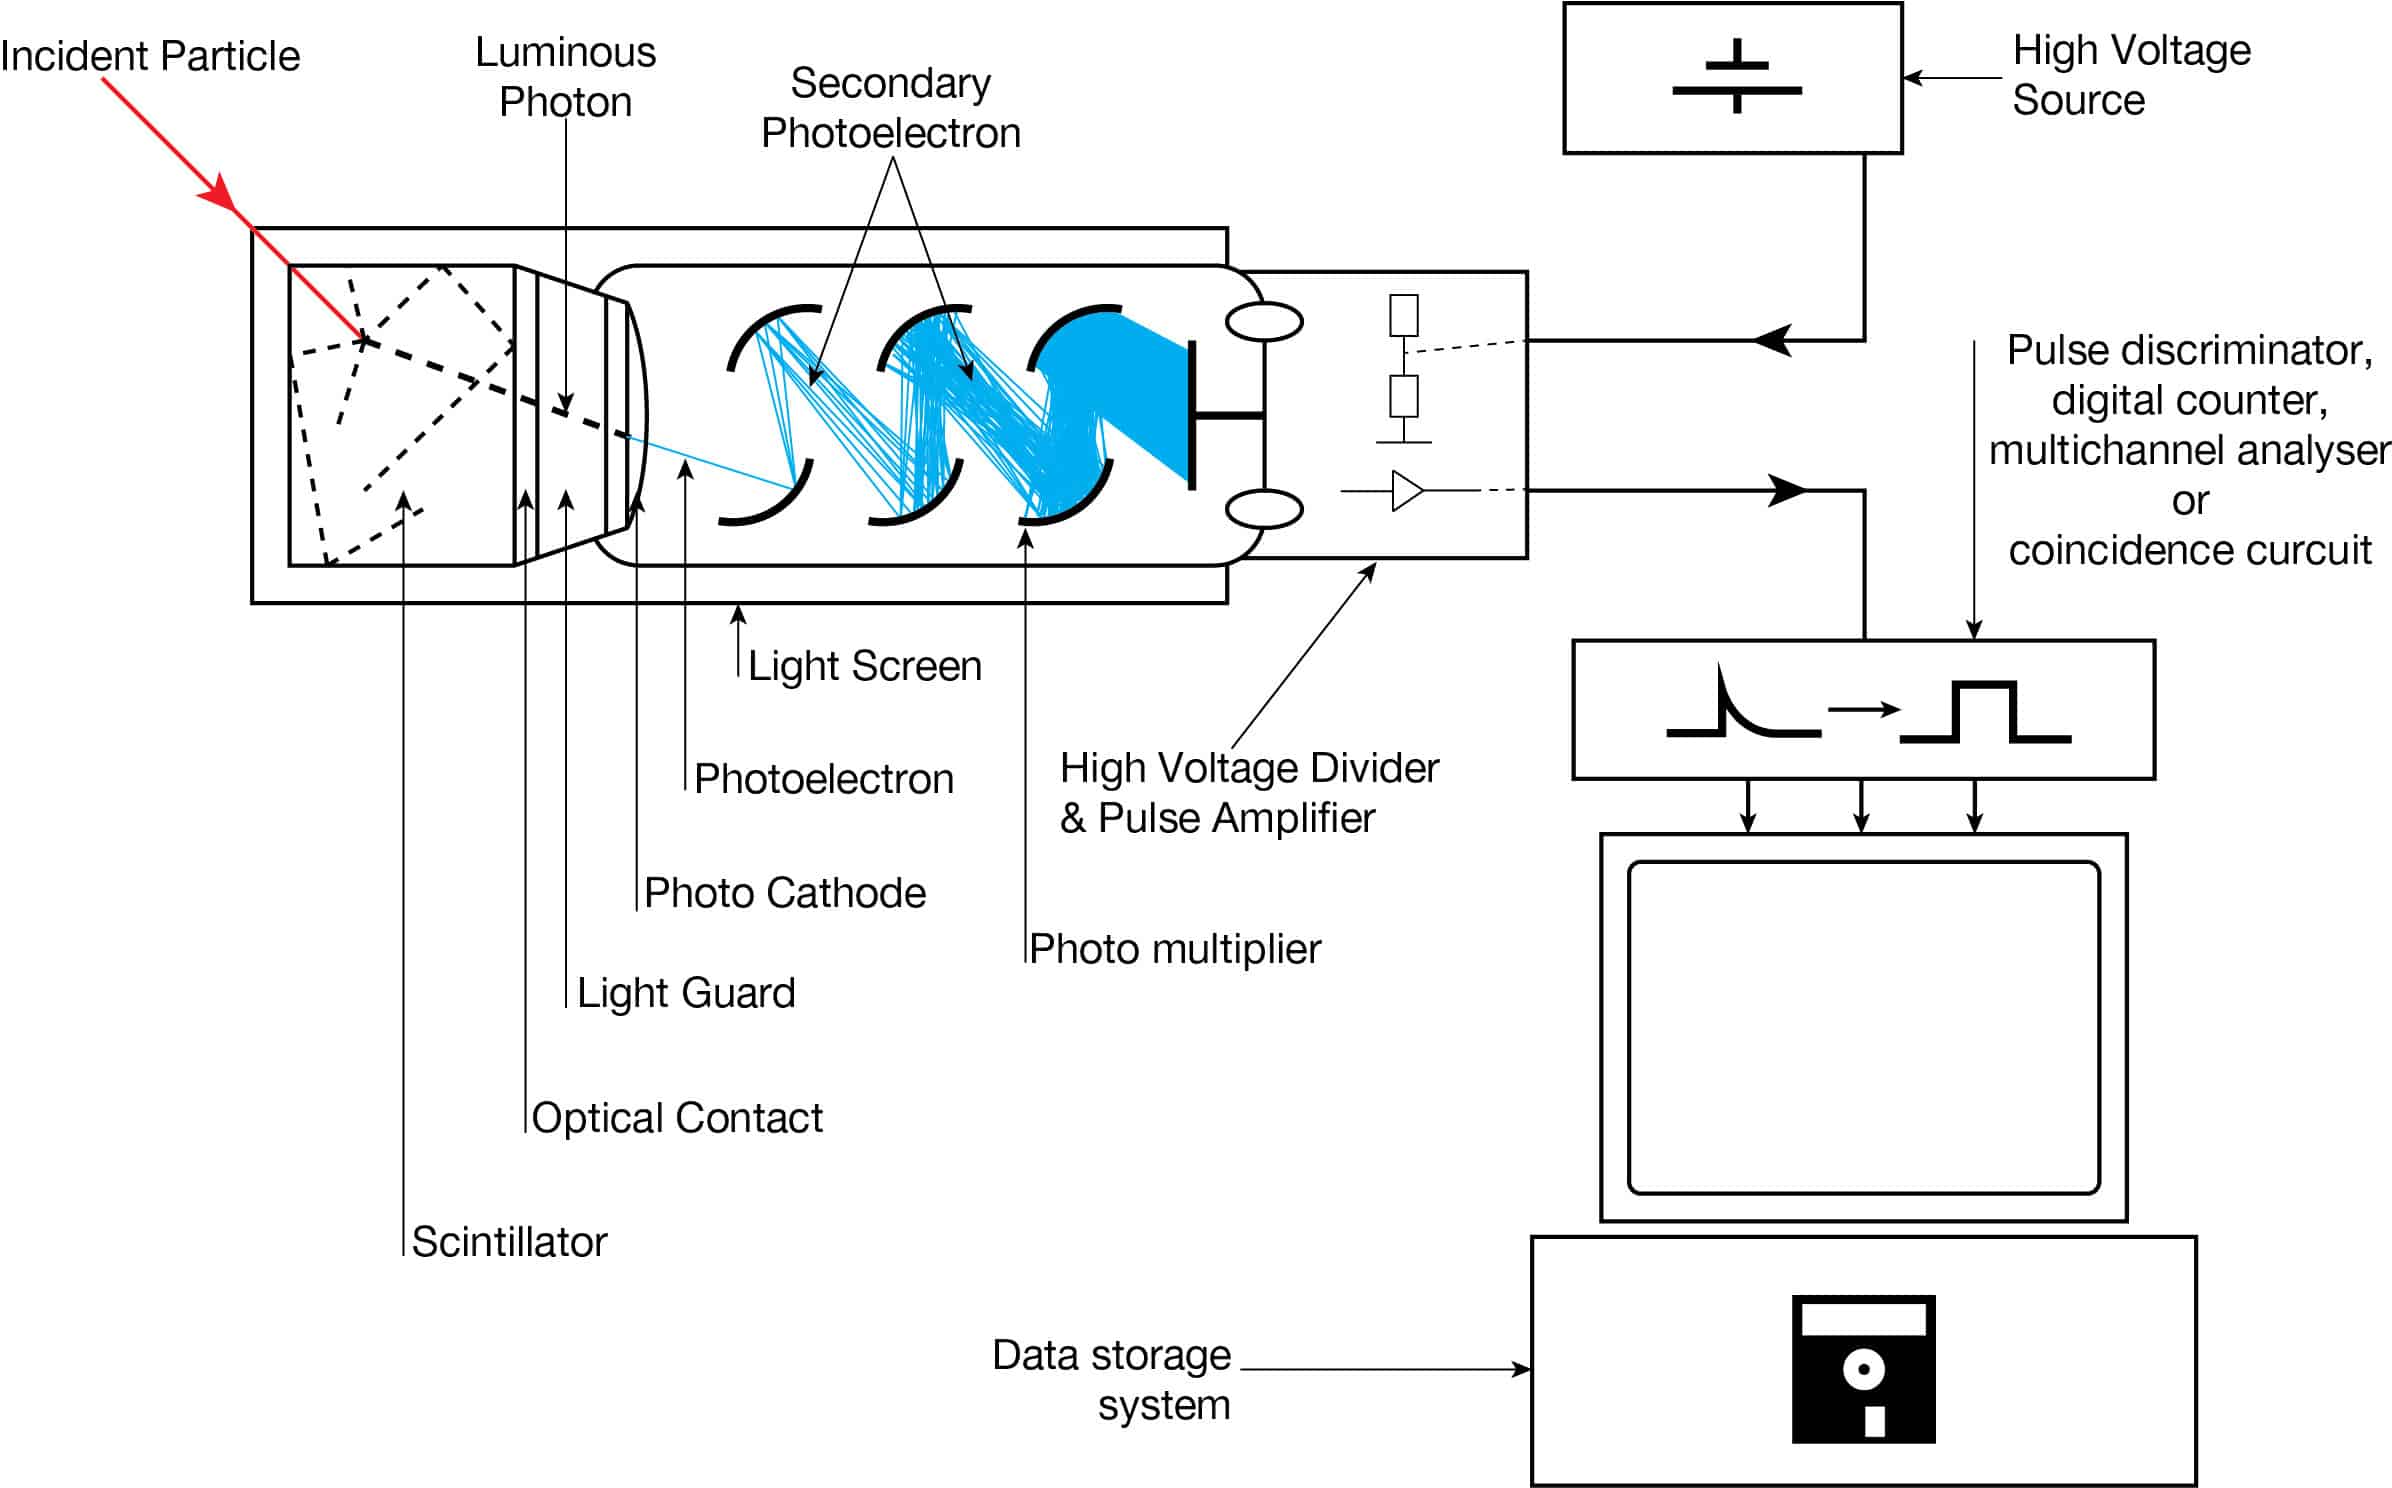 Incident Particle
Luminous
Photon
Secondary
Photoelectron
High Voltage
Source
Pulse discriminator,
digital counter,
multichannel analyser
or
coincidence curcuit
Light Screen
Photoelectron
High Voltage Divider
& Pulse Amplifier
Photo Cathode
Photo multiplier
Light Guard
Optical Contact
Scintillator
Data storage
system